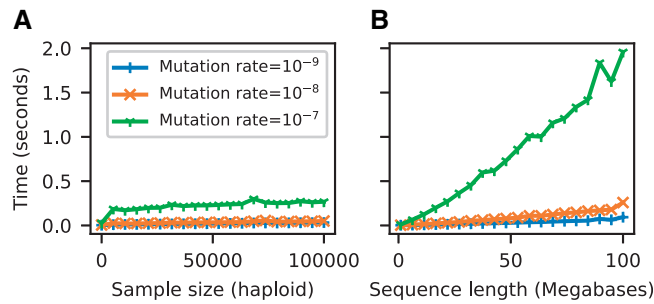 A
B
2.0
1.5
1.0
0.5
0.0
Time (seconds)
Mutation rate=10⁻⁹
Mutation rate=10⁻⁸
Mutation rate=10⁻⁷
0 50000 100000
Sample size (haploid)
0 50 100
Sequence length (Megabases)